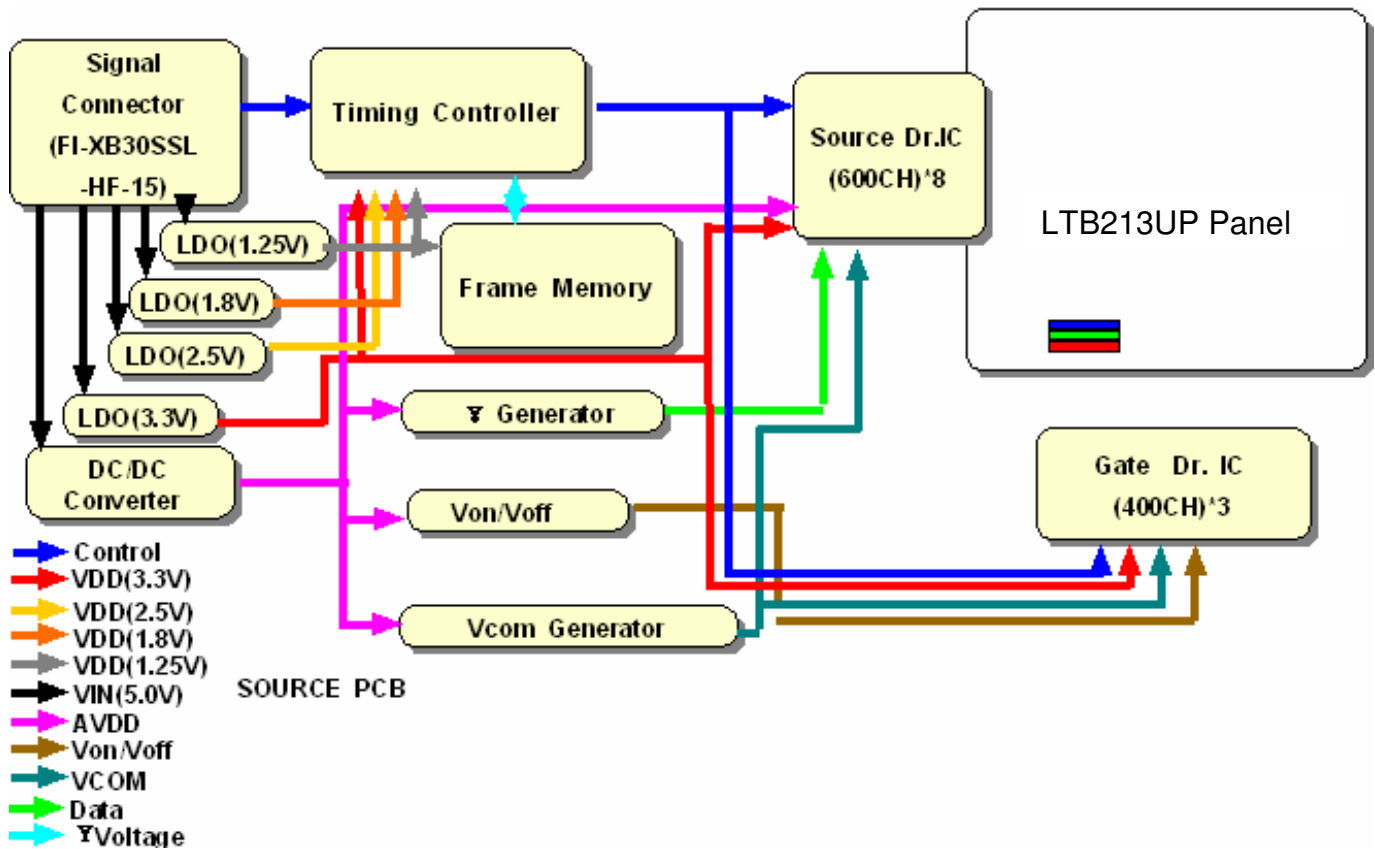 Signal
Connector
(FI-XB30SSL
-HF-15)
Timing Controller
Source Dr.IC
(600CH)*8
LTB213UP Panel
LDO(1.25V)
LDO(1.8V)
LDO(2.5V)
LDO(3.3V)
Frame Memory
DC/DC
Converter
Generator
Von/Voff
Vcom Generator
Gate Dr. IC
(400CH)*3
Control
VDD(3.3V)
VDD(2.5V)
VDD(1.8V)
VDD(1.25V)
VIN(5.0V)
AVDD
Von/Voff
VCOM
Data
Voltage
SOURCE PCB